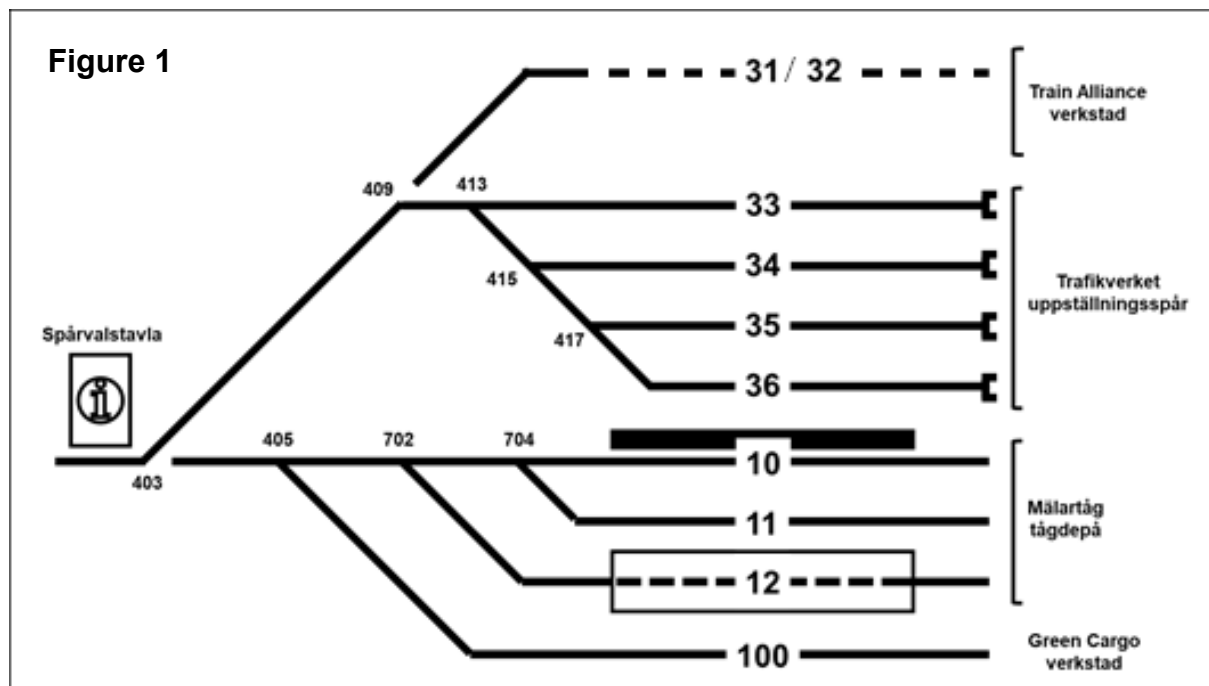 Figure 1
31 / 32
Train Alliance
verkstad
409
413
33
415
34
Trafikverket
uppställningsspår
417
35
36
Spårvalstavla
i
403
405
702
704
10
11
Mälartåg
tågdepå
12
100
Green Cargo
verkstad